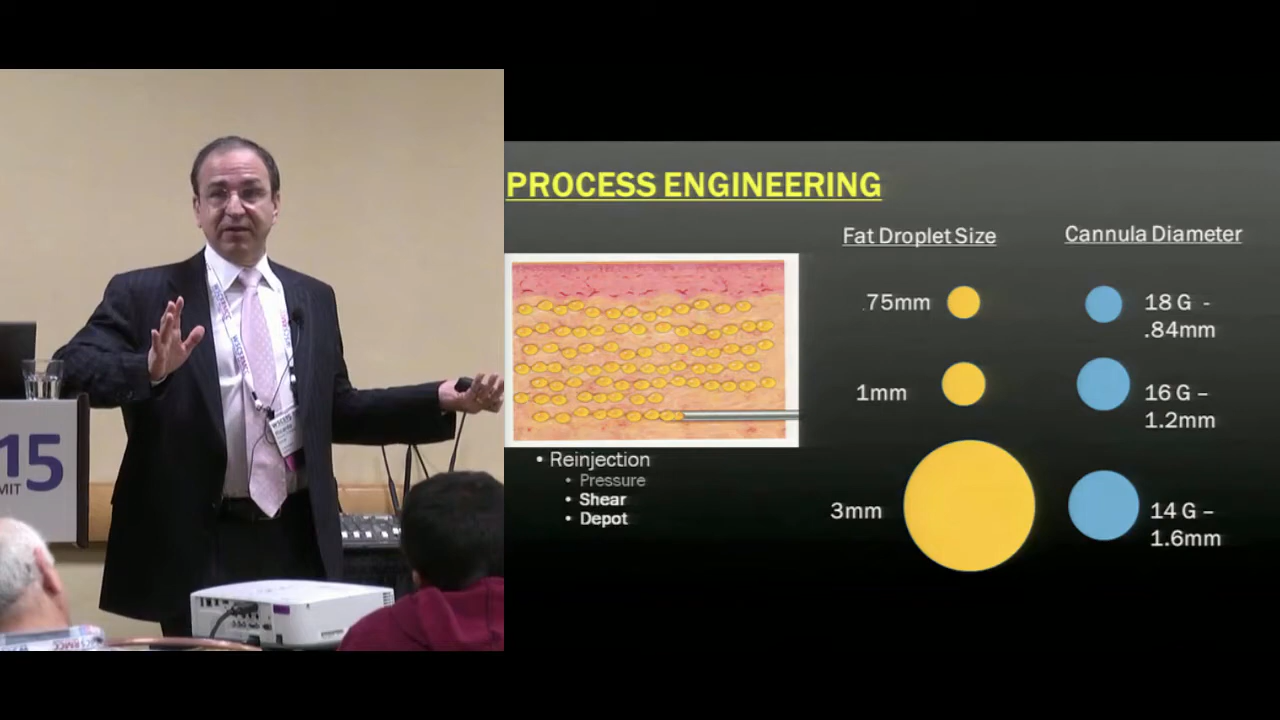 PROCESS ENGINEERING
Fat Droplet Size
Cannula Diameter
.75mm
18 G -
.84mm
1mm
16 G –
1.2mm
3mm
14 G –
1.6mm
• Reinjection
• Pressure
• Shear
• Depot
15
MIT